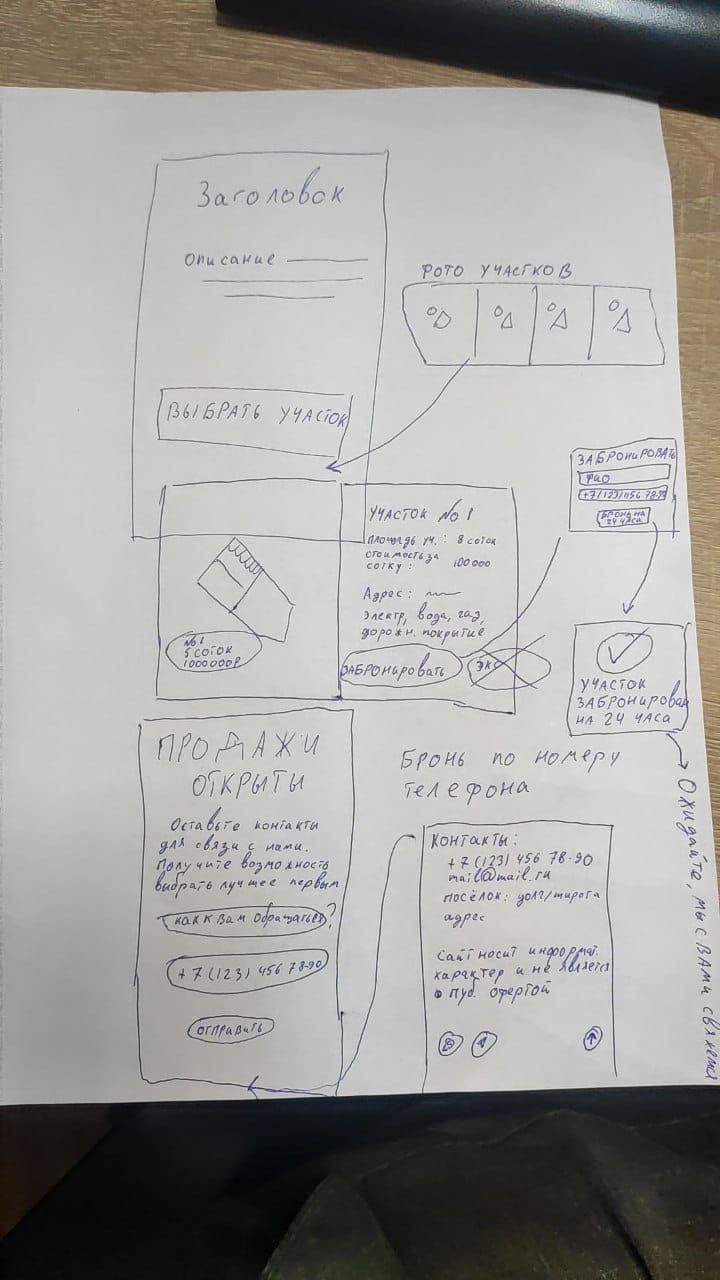 Заголовок
описание
ВЫБРАТЬ УЧАСТОК
ФОТО УЧАСТКОВ
№1
5 СОТОК
1000000₽
УЧАСТОК №1
площадь уч.: 8 соток
стоимость за
сотку: 100 000
Адрес:
электр, вода, газ,
дорожн. покрытие
ЗАБРОНИРОВАТЬ
ЭКС
ЗАБРОНИРОВАТЬ
ФИО
+7(123)456 78-90
БРОНЬ НА
24 ЧАСА
УЧАСТОК
ЗАБРОНИРОВАН
НА 24 ЧАСА
Ожидайте, мы с Вами свяжемся
ПРОДАЖИ
ОТКРЫТЫ
Оставьте контакты
для связи с нами.
Получите возможность
выбрать лучшее первым
как к Вам обращаться?
+7 (123) 456 78-90
отправить
Бронь по номеру
телефона
Контакты:
+7 (123) 456 78-90
mail@mail.ru
посёлок: долг/широта
адрес
Сайт носит информат.
характер и не является
пуб. офертой